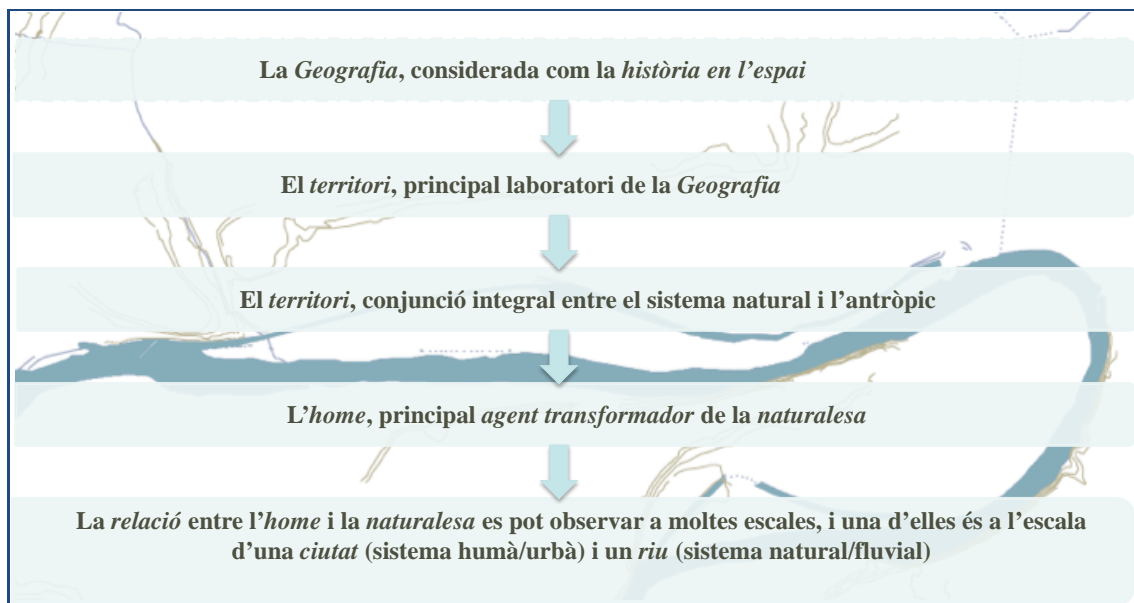 La Geografia, considerada com la història en l’espai
El territori, principal laboratori de la Geografia
El territori, conjunció integral entre el sistema natural i l’antròpic
L’home, principal agent transformador de la naturalesa
La relació entre l’home i la naturalesa es pot observar a moltes escales, i una d’elles és a l’escala
d’una ciutat (sistema humà/urbà) i un riu (sistema natural/fluvial)